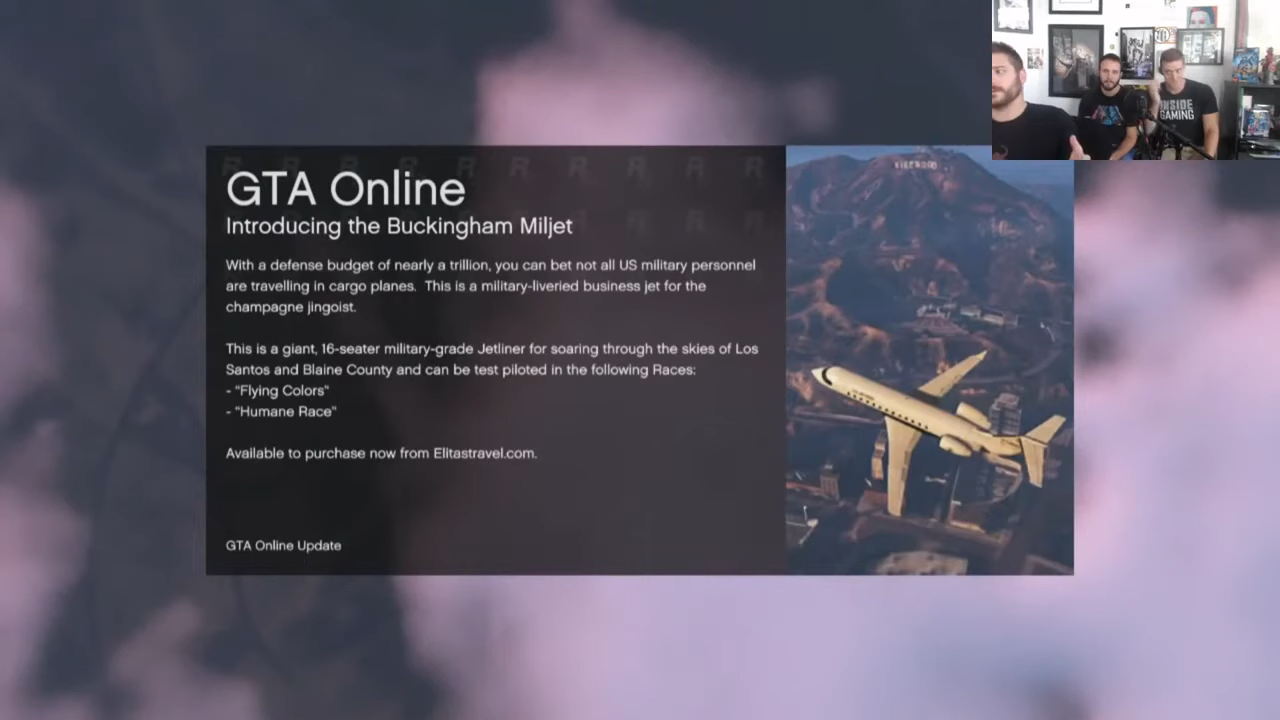 GTA Online
Introducing the Buckingham Miljet
With a defense budget of nearly a trillion, you can bet not all US military personnel
are travelling in cargo planes. This is a military-liveried business jet for the
champagne jingoist.
This is a giant, 16-seater military-grade Jetliner for soaring through the skies of Los
Santos and Blaine County and can be test piloted in the following Races:
- "Flying Colors"
- "Humane Race"
Available to purchase now from Elitastravel.com.
GTA Online Update
VINEWOOD
INSIDE
GAMING